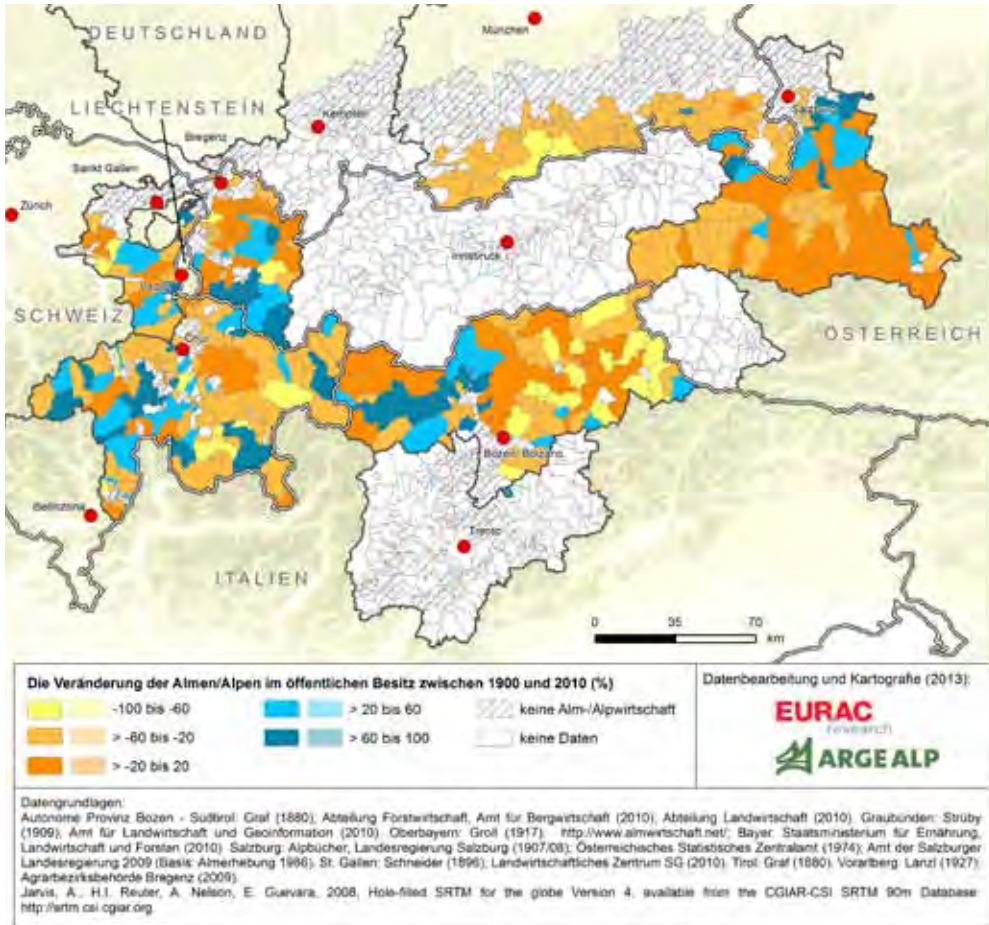 DEUTSCHLAND
München
LIECHTENSTEIN
Kempten
Salzburg
Bregenz
Sankt Gallen
Zürich
Innsbruck
Vaduz
SCHWEIZ
ÖSTERREICH
Chur
Bozen/ Bolzano
Bellinzona
Trento
ITALIEN
0 35 70
km
Die Veränderung der Almen/Alpen im öffentlichen Besitz zwischen 1900 und 2010 (%)
-100 bis -60
> 20 bis 60
keine Alm-/Alpwirtschaft
> -60 bis -20
> 60 bis 100
keine Daten
> -20 bis 20
Datenbearbeitung und Kartografie (2013):
EURAC
research
ARGE ALP
Datengrundlagen:
Autonome Provinz Bozen - Südtirol: Graf (1880); Abteilung Forstwirtschaft, Amt für Bergwirtschaft (2010); Abteilung Landwirtschaft (2010). Graubünden: Strüby
(1909); Amt für Landwirtschaft und Geoinformation (2010). Oberbayern: Groll (1917); http://www.almwirtschaft.net/; Bayer. Staatsministerium für Ernährung,
Landwirtschaft und Forsten (2010). Salzburg: Alpbücher, Landesregierung Salzburg (1907/08); Österreichisches Statistisches Zentralamt (1974); Amt der Salzburger
Landesregierung 2009 (Basis: Almerhebung 1986). St. Gallen: Schneider (1896); Landwirtschaftliches Zentrum SG (2010). Tirol: Graf (1880). Vorarlberg: Lanzl (1927);
Agrarbezirksbehörde Bregenz (2009).
Jarvis, A., H.I. Reuter, A. Nelson, E. Guevara, 2008, Hole-filled SRTM for the globe Version 4, available from the CGIAR-CSI SRTM 90m Database:
http://srtm.csi.cgiar.org.